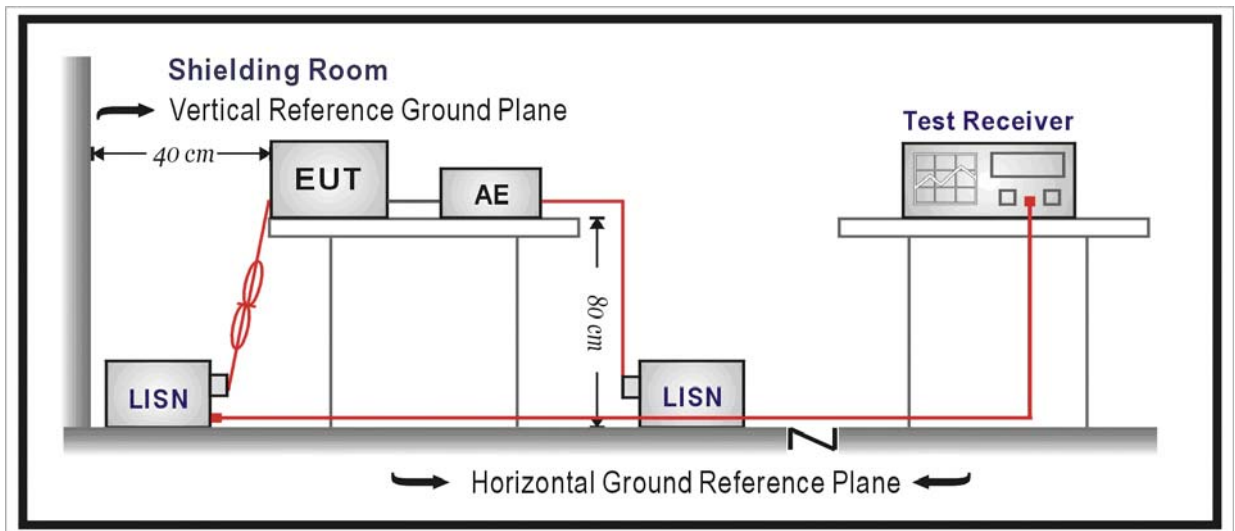 Shielding Room
Vertical Reference Ground Plane
Test Receiver
40 cm
EUT
AE
80 cm
LISN
LISN
Horizontal Ground Reference Plane